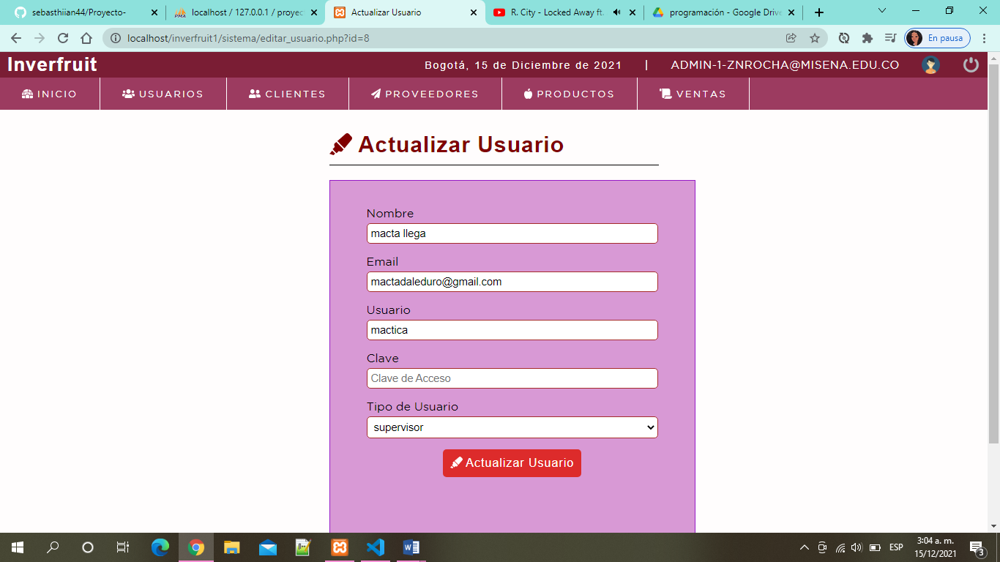 sebasthiian44/Proyecto-
localhost / 127.0.0.1 / proyec
Actualizar Usuario
R. City - Locked Away ft.
programación - Google Drive
localhost/inverfruit1/sistema/editar_usuario.php?id=8
En pausa
Inverfruit
Bogotá, 15 de Diciembre de 2021 | ADMIN-1-ZNROCHA@MISENA.EDU.CO
INICIO USUARIOS CLIENTES PROVEEDORES PRODUCTOS VENTAS
Actualizar Usuario
Nombre
macta llega
Email
mactadaleduro@gmail.com
Usuario
mactica
Clave
Clave de Acceso
Tipo de Usuario
supervisor
Actualizar Usuario
ESP
3:04 a. m.
15/12/2021
3